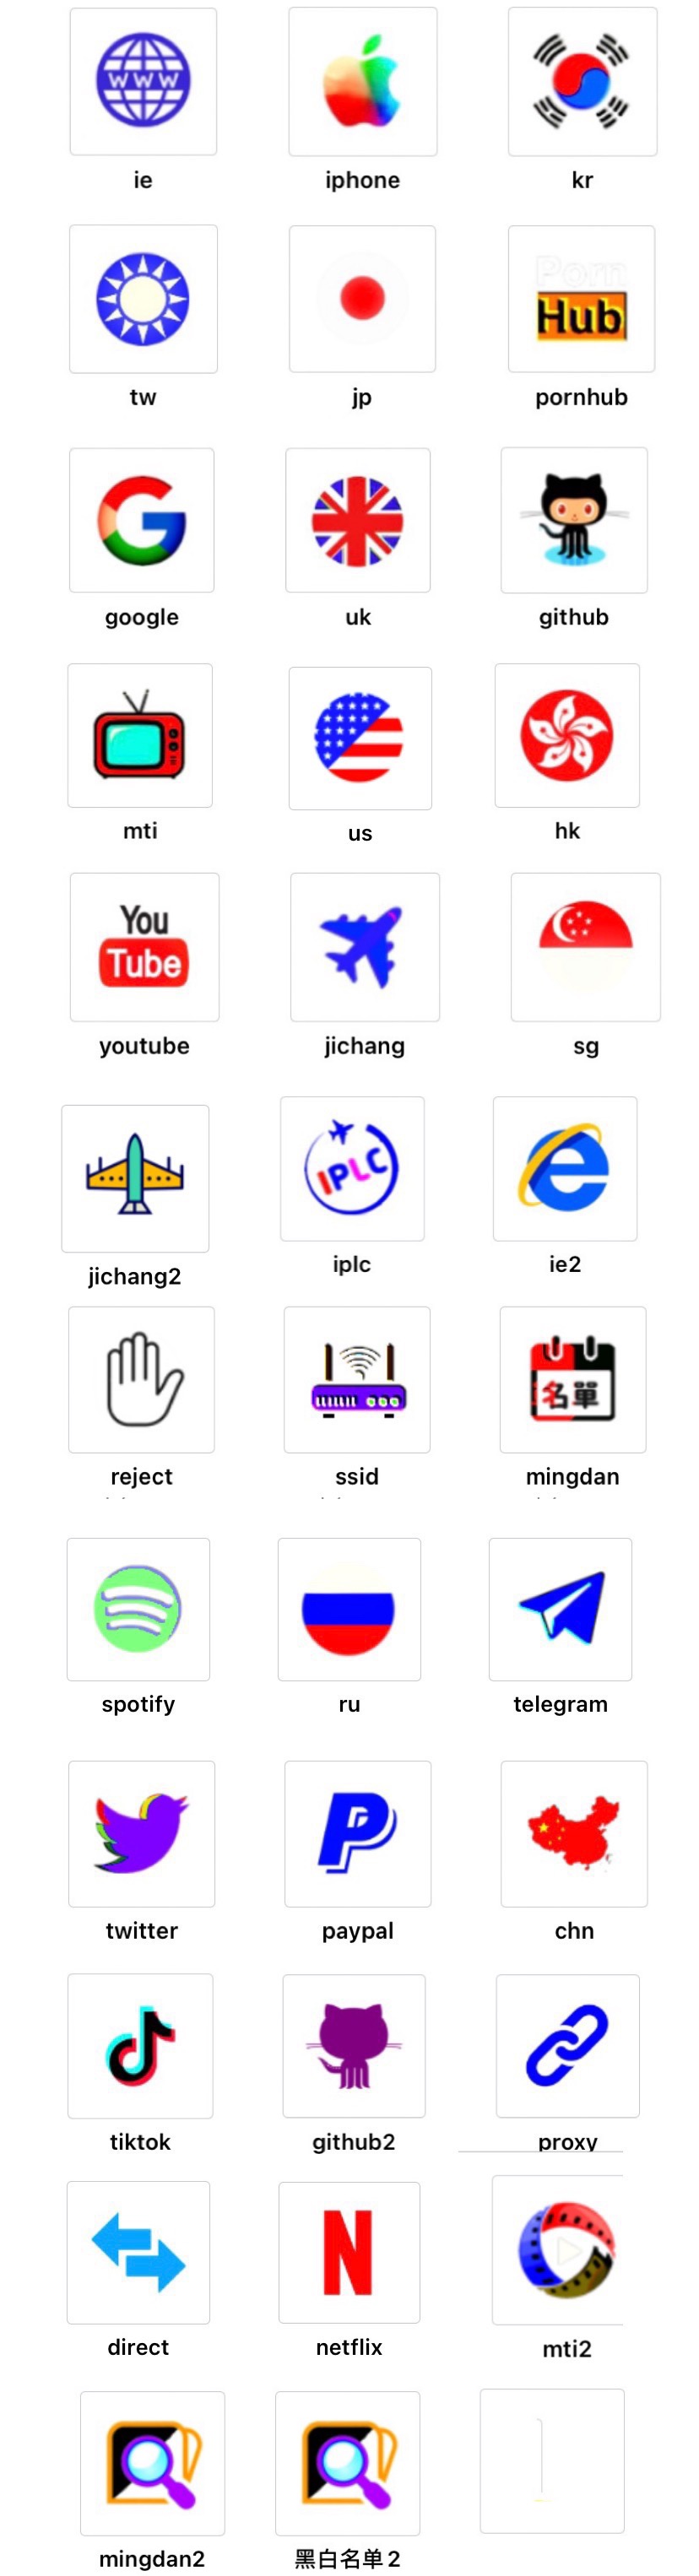 WWW
ie
iphone
kr
tw
jp
Porn
Hub
pornhub
G
google
uk
github
mti
us
hk
You
Tube
youtube
jichang
sg
jichang2
IPLC
iplc
e
ie2
reject
ssid
名單
mingdan
spotify
ru
telegram
twitter
P
paypal
chn
tiktok
github2
proxy
direct
N
netflix
mti2
mingdan2
黑白名单2